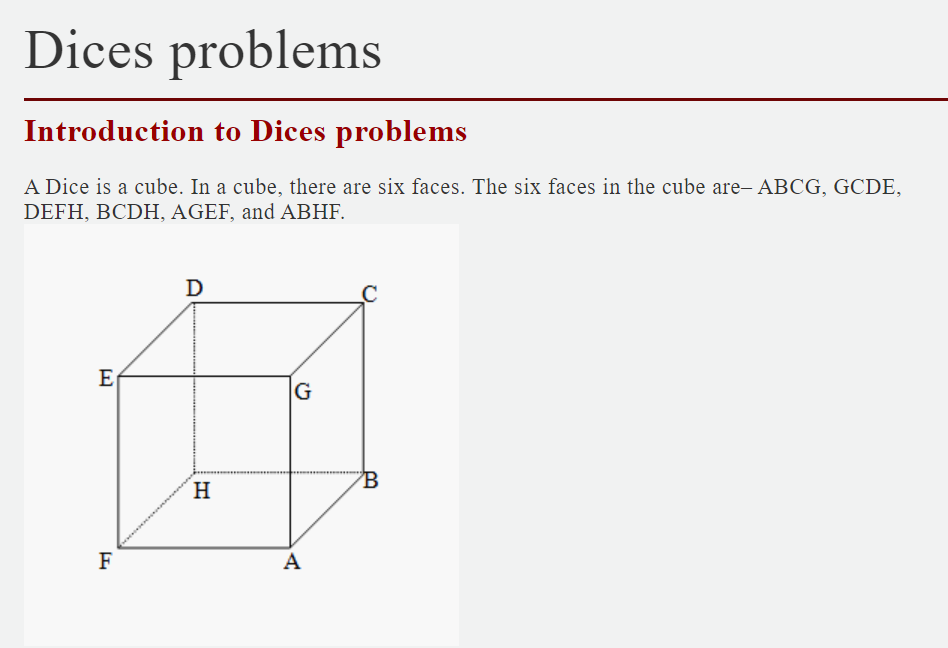 Dices problems
Introduction to Dices problems
A Dice is a cube. In a cube, there are six faces. The six faces in the cube are– ABCG, GCDE,
DEFH, BCDH, AGEF, and ABHF.
D
C
E
G
H
B
F
A